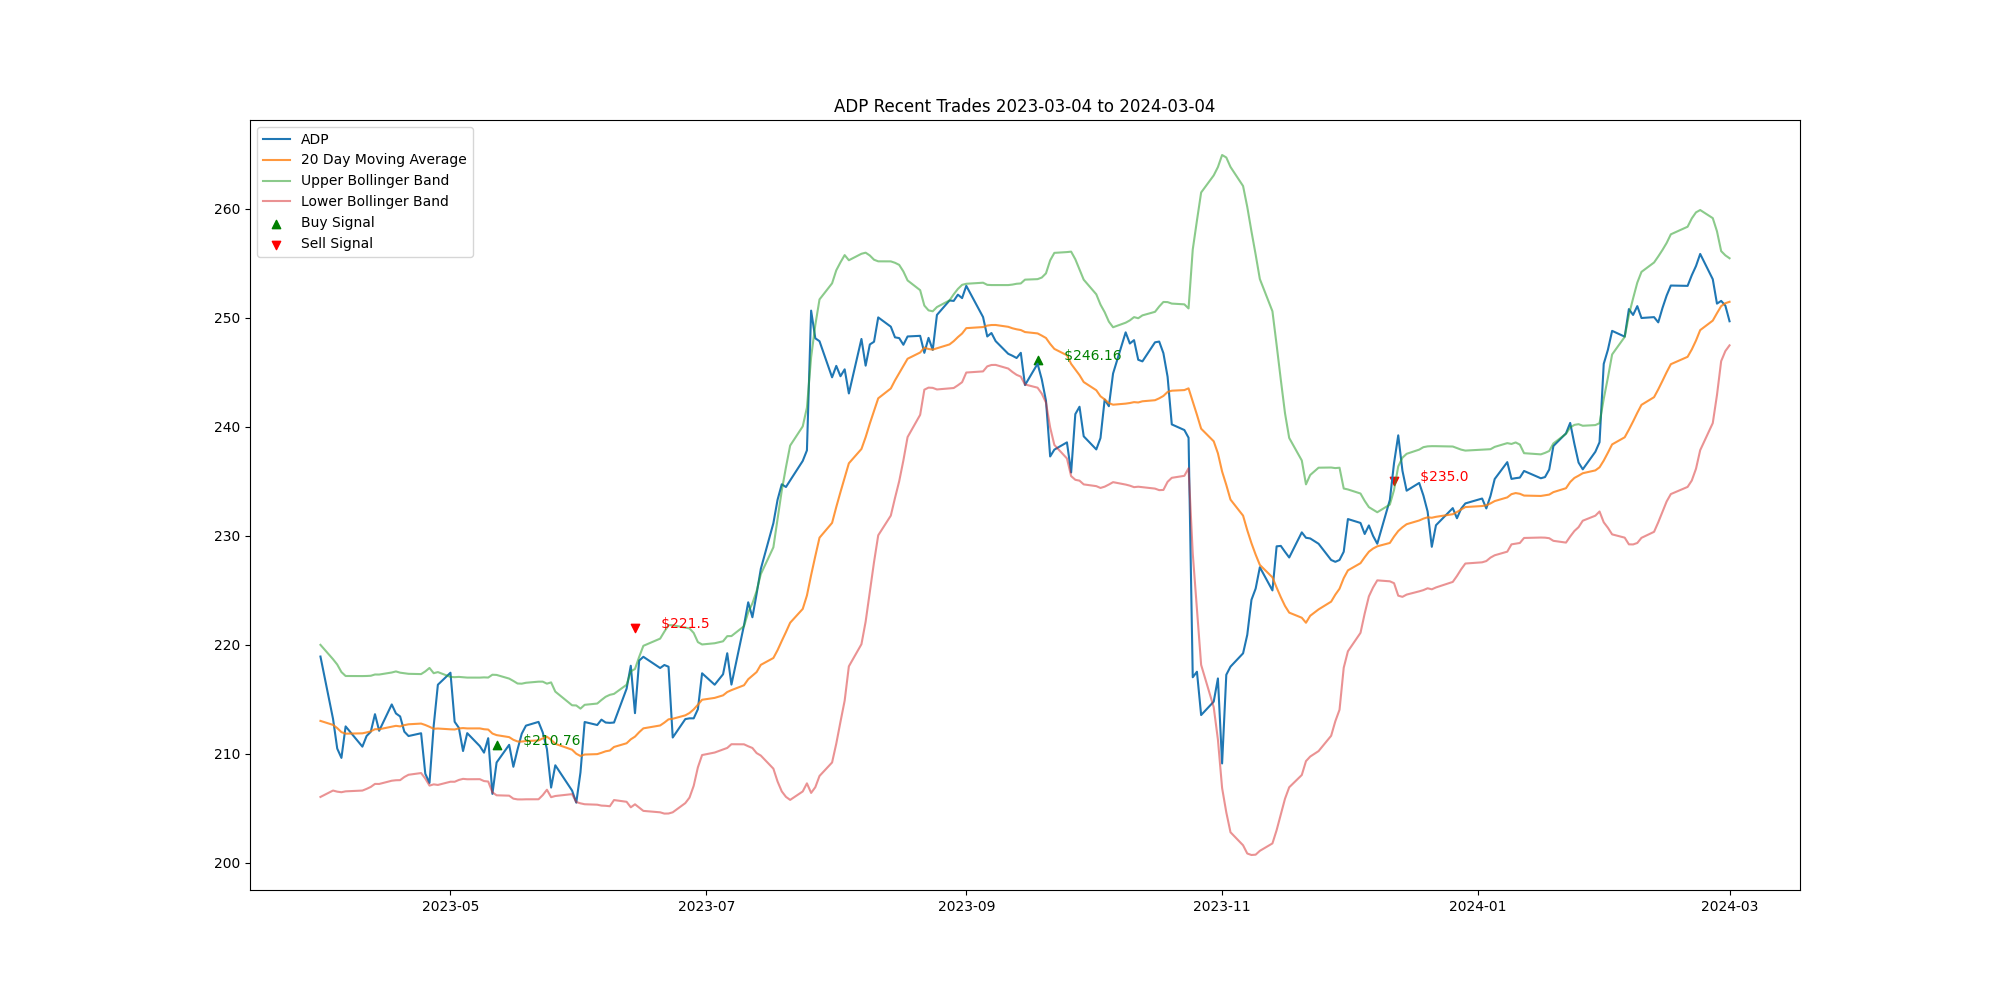 ADP Recent Trades 2023-03-04 to 2024-03-04
ADP
20 Day Moving Average
Upper Bollinger Band
Lower Bollinger Band
Buy Signal
Sell Signal
260
250
240
230
220
210
200
$246.16
$235.0
$221.5
$210.76
2023-05
2023-07
2023-09
2023-11
2024-01
2024-03